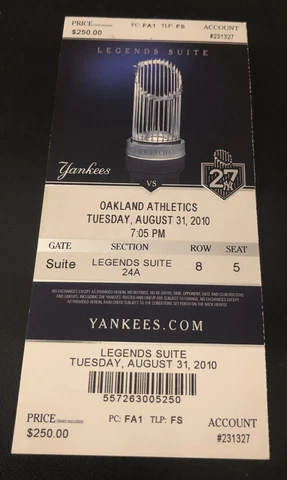 PRICE PC: FA1 TLP: FS ACCOUNT
$250.00 #231327
LEGENDS SUITE
Yankees
VS
27
OAKLAND ATHLETICS
TUESDAY, AUGUST 31, 2010
7:05 PM
GATE SECTION ROW SEAT
Suite LEGENDS SUITE 8 5
24A
YANKEES.COM
LEGENDS SUITE
TUESDAY, AUGUST 31, 2010
557263005250
PRICE PC: FA1 TLP: FS ACCOUNT
$250.00 #231327